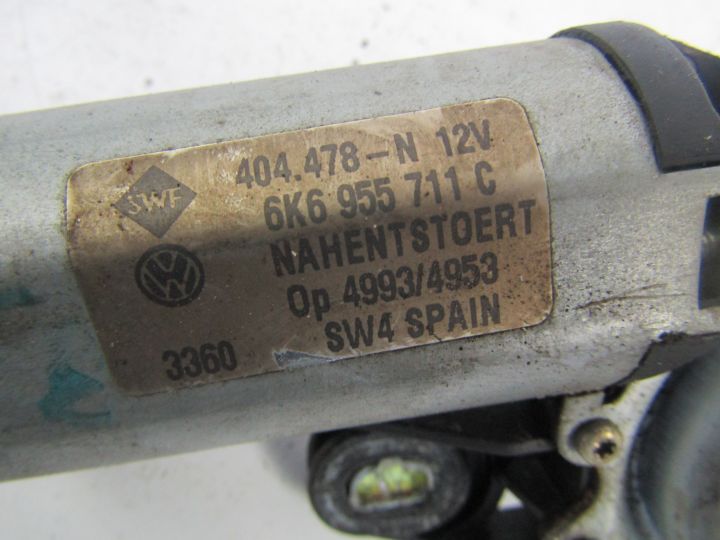 404.478-N 12V
SWF
6K6 955 711 C
NAHENTSTOERT
Op 4993/4953
SW4 SPAIN
3360